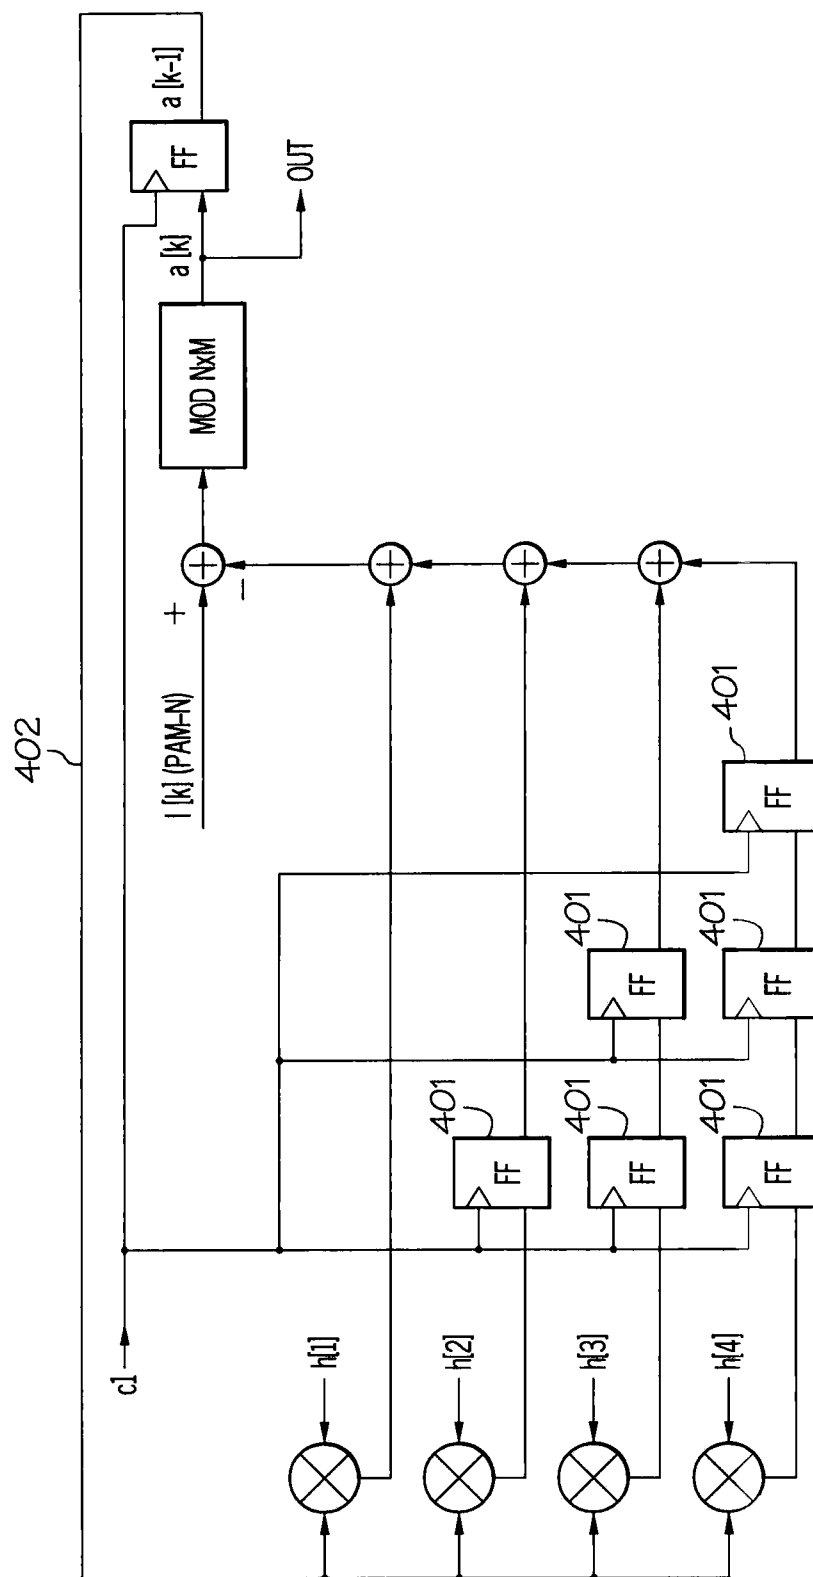 402
a [k-1]
FF
OUT
a [k]
MOD NxM
+
−
I [k] (PAM-N)
401
FF
401
FF
401
FF
401
FF
401
FF
401
FF
c1
h[1]
h[2]
h[3]
h[4]